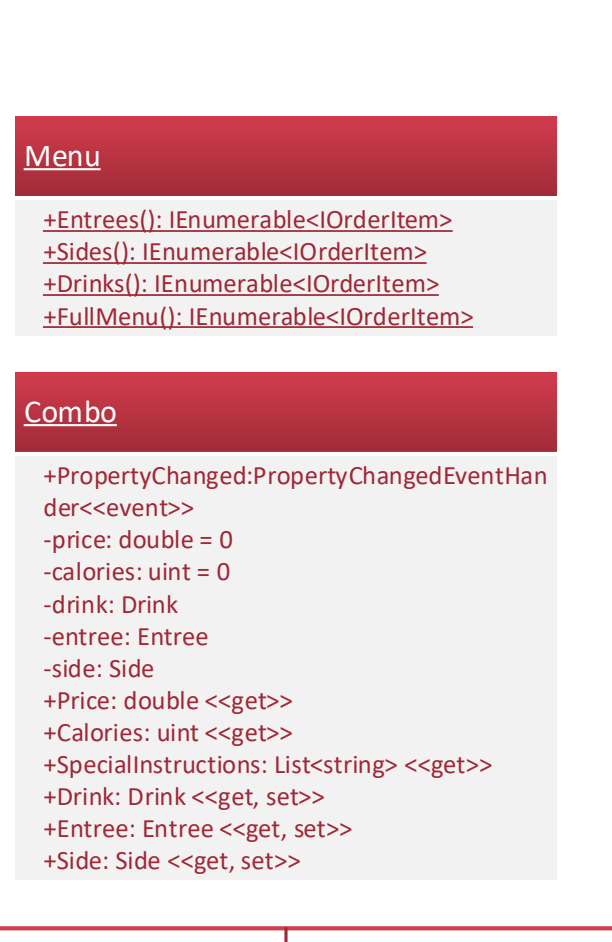 Menu
+Entrees(): IEnumerable<IOrderItem>
+Sides(): IEnumerable<IOrderItem>
+Drinks(): IEnumerable<IOrderItem>
+FullMenu(): IEnumerable<IOrderItem>
Combo
+PropertyChanged:PropertyChangedEventHan
der<<event>>
-price: double = 0
-calories: uint = 0
-drink: Drink
-entree: Entree
-side: Side
+Price: double <<get>>
+Calories: uint <<get>>
+SpecialInstructions: List<string> <<get>>
+Drink: Drink <<get, set>>
+Entree: Entree <<get, set>>
+Side: Side <<get, set>>